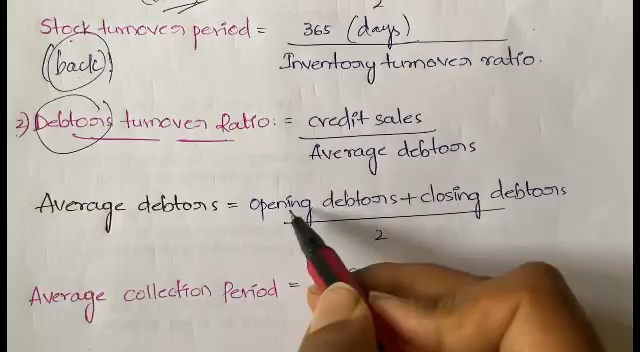 2
Stock turnover period = 365 (days)
(back) Inventory turnover ratio.
2) Debtors turnover Ratio: = credit sales
Average debtors
Average debtors = opening debtors + closing debtors
2
Average collection Period =